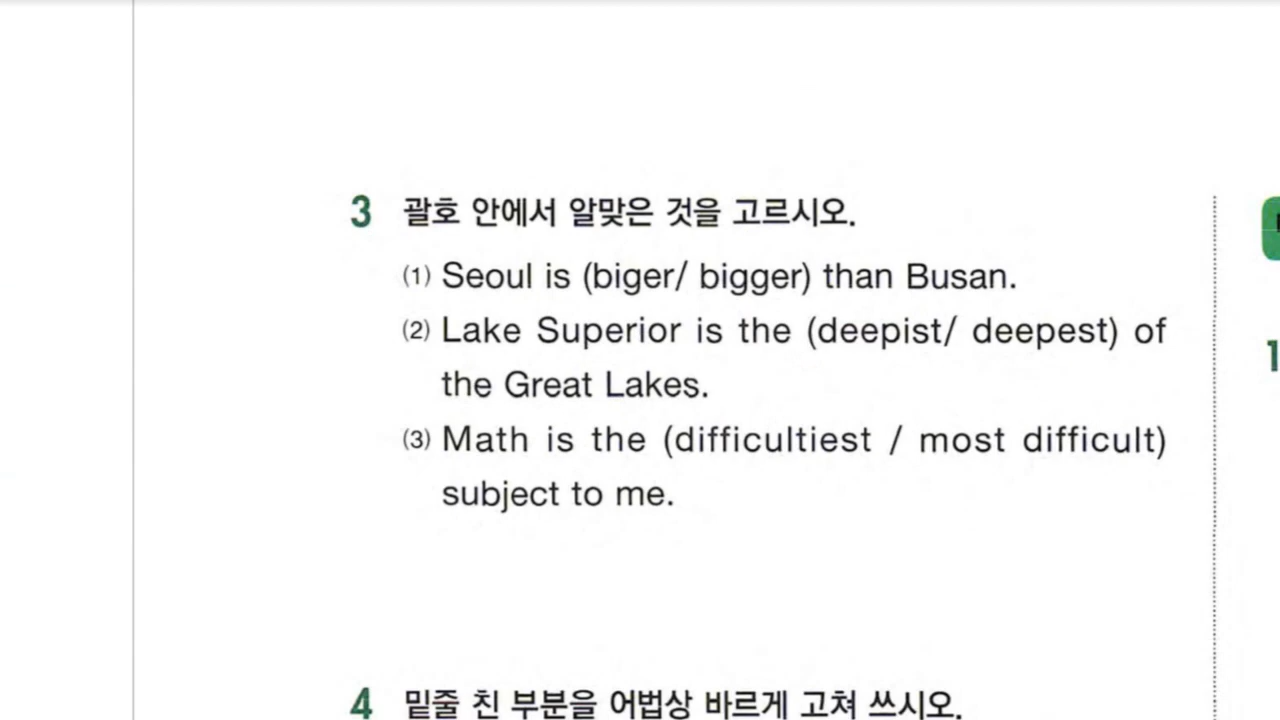 3 괄호 안에서 알맞은 것을 고르시오.
(1) Seoul is (biger/ bigger) than Busan.
(2) Lake Superior is the (deepist/ deepest) of
the Great Lakes.
(3) Math is the (difficultiest / most difficult)
subject to me.
4 밑줄 친 부분을 어법상 바르게 고쳐 쓰시오.
1